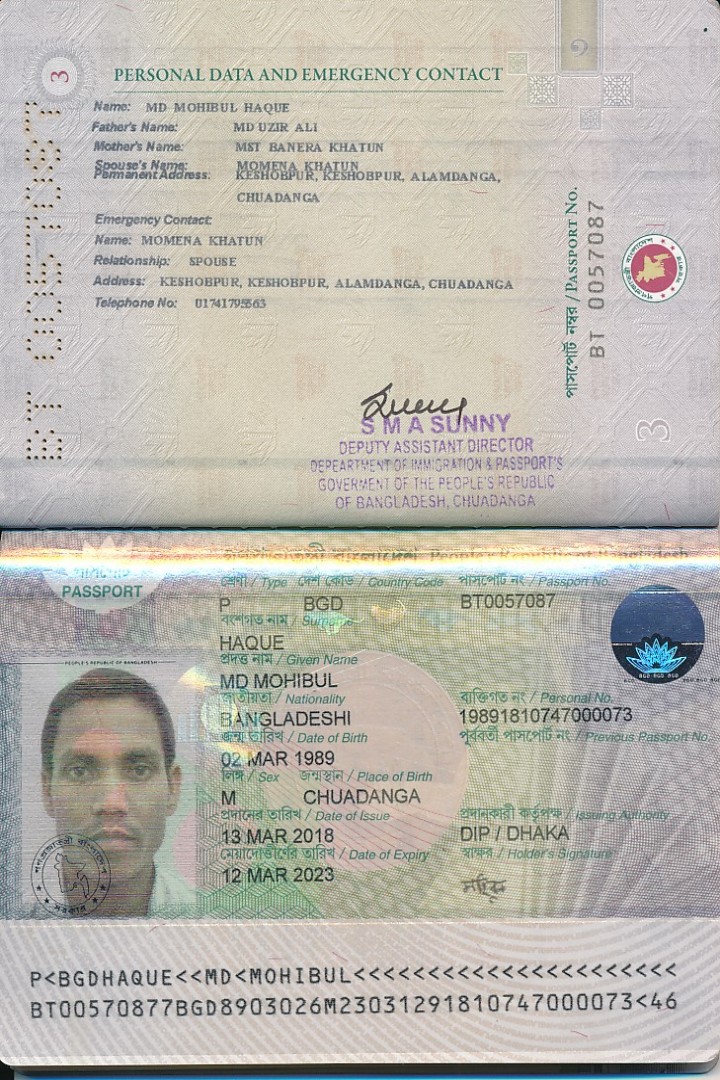 3
PERSONAL DATA AND EMERGENCY CONTACT
Name: MD MOHIBUL HAQUE
Father's Name: MD UZIR ALI
Mother's Name: MST BANERA KHATUN
Spouse's Name: MOMENA KHATUN
Permanent Address: KESHOBPUR, KESHOBPUR, ALAMDANGA,
CHUADANGA
Emergency Contact:
Name: MOMENA KHATUN
Relationship: SPOUSE
Address: KESHOBPUR, KESHOBPUR, ALAMDANGA, CHUADANGA
Telephone No: 01741795563
BT 0057087
পাসপোর্ট নম্বর / PASSPORT No.
BT 0057087
3
S M A SUNNY
DEPUTY ASSISTANT DIRECTOR
DEPEARTMENT OF IMMIGRATION & PASSPORT'S
GOVERMENT OF THE PEOPLE'S REPUBLIC
OF BANGLADESH, CHUADANGA
People's Republic of Bangladesh
পাসপোর্ট
PASSPORT
শ্রেণী / Type দেশ কোড / Country Code পাসপোর্ট নং / Passport No.
P BGD BT0057087
বংশগত নাম / Surname
HAQUE
প্রদত্ত নাম / Given Name
MD MOHIBUL
জাতীয়তা / Nationality ব্যক্তিগত নং / Personal No.
BANGLADESHI 19891810747000073
জন্ম তারিখ / Date of Birth পূর্ববর্তী পাসপোর্ট নং / Previous Passport No.
02 MAR 1989
লিঙ্গ / Sex জন্মস্থান / Place of Birth
M CHUADANGA
প্রদানের তারিখ / Date of Issue প্রদানকারী কর্তৃপক্ষ / Issuing Authority
13 MAR 2018 DIP / DHAKA
মেয়াদোত্তীর্ণের তারিখ / Date of Expiry স্বাক্ষর / Holder's Signature
12 MAR 2023
PEOPLE'S REPUBLIC OF BANGLADESH
P<BGDHAQUE<<MD<MOHIBUL<<<<<<<<<<<<<<<<<<<<<<
BT00570877BGD8903026M23031291810747000073<46